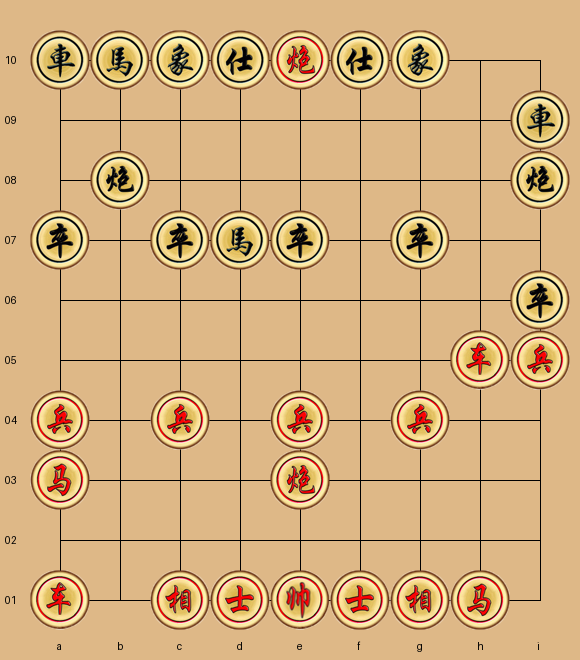 10 車 馬 象 仕 炮 仕 象
09 車
08 炮 炮
07 卒 卒 馬 卒 卒
06 卒
05 车 兵
04 兵 兵 兵 兵
03 马 炮
02
01 车 相 士 帅 士 相 马
a b c d e f g h i